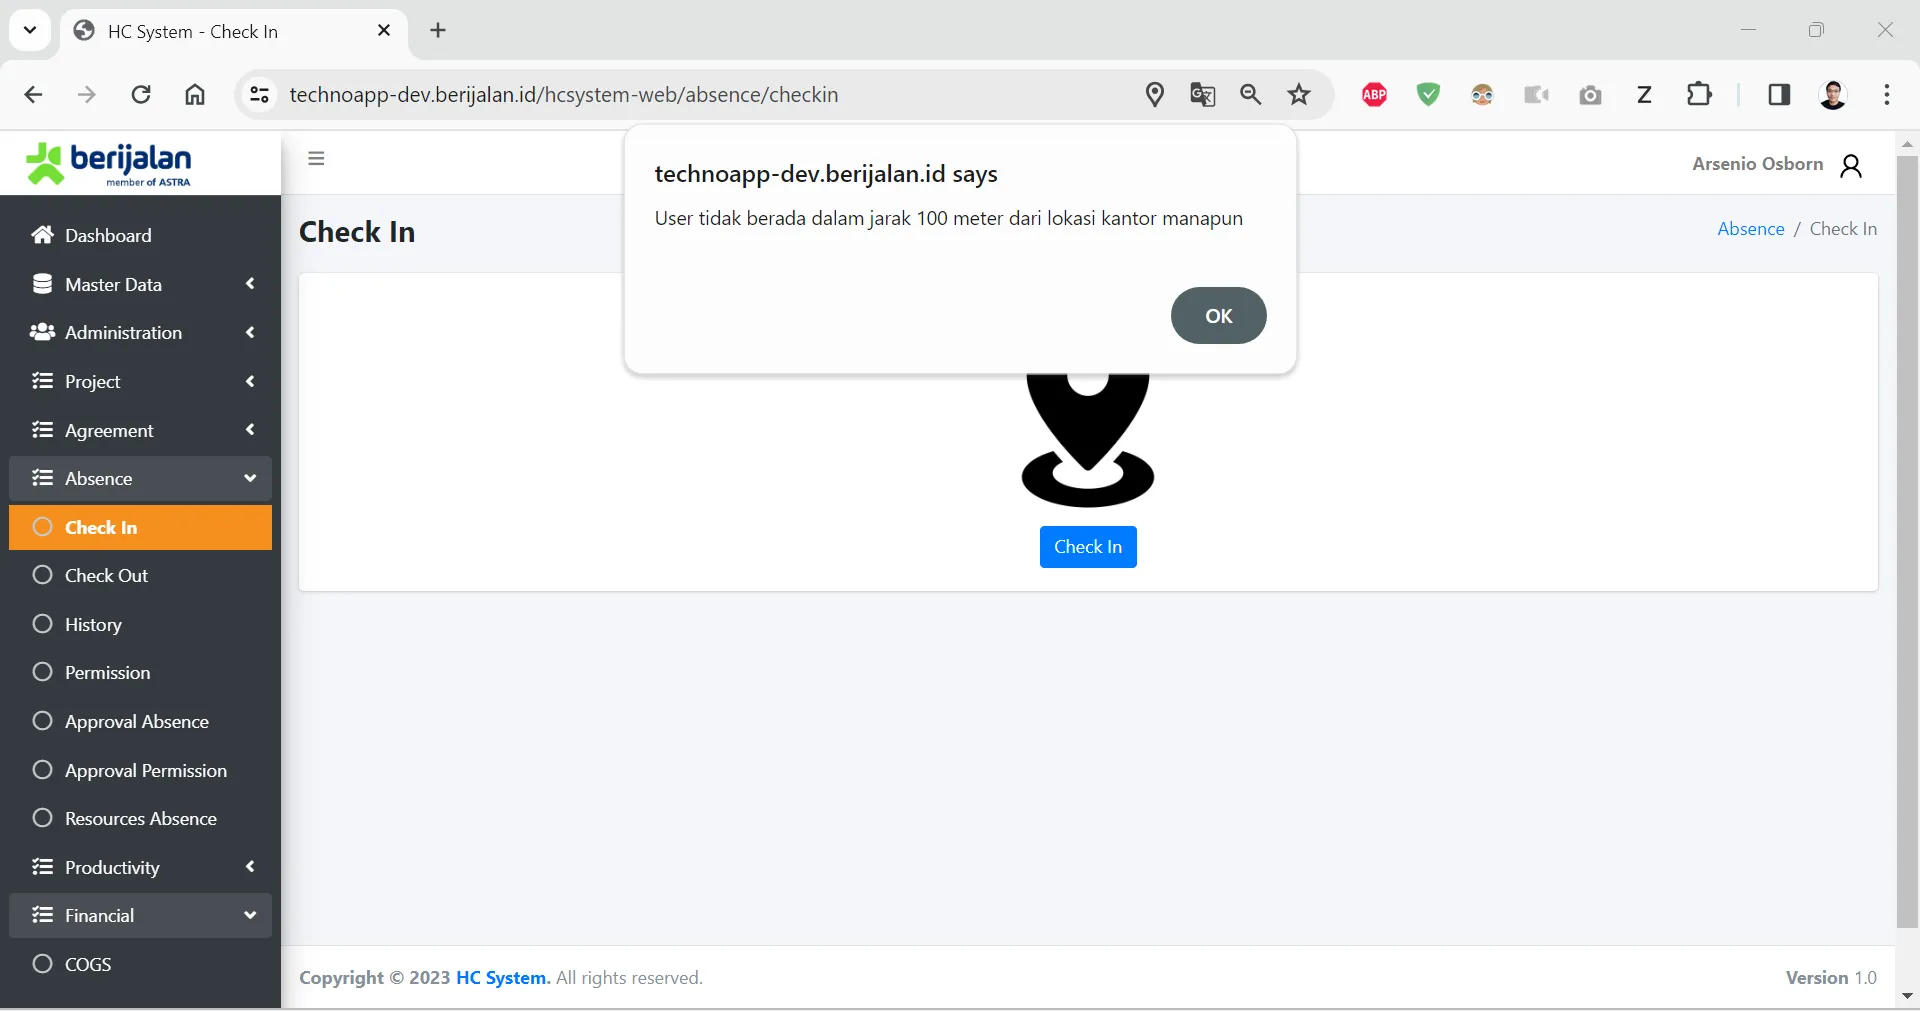 HC System - Check In
technoapp-dev.berijalan.id/hcsystem-web/absence/checkin
ABP
Z
berijalan
member of ASTRA
Arsenio Osborn
technoapp-dev.berijalan.id says
User tidak berada dalam jarak 100 meter dari lokasi kantor manapun
OK
Check In
Absence / Check In
Check In
Dashboard
Master Data
Administration
Project
Agreement
Absence
Check In
Check Out
History
Permission
Approval Absence
Approval Permission
Resources Absence
Productivity
Financial
COGS
Copyright © 2023 HC System. All rights reserved.
Version 1.0